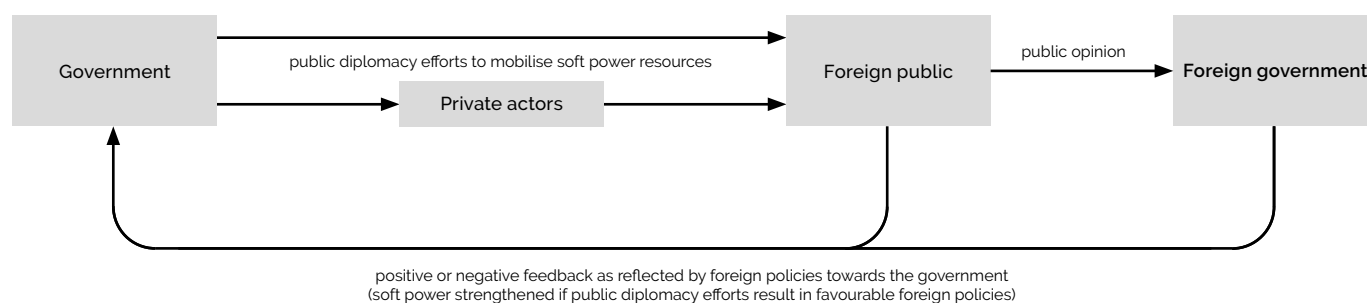 Government
public diplomacy efforts to mobilise soft power resources
Private actors
Foreign public
public opinion
Foreign government
positive or negative feedback as reflected by foreign policies towards the government
(soft power strengthened if public diplomacy efforts result in favourable foreign policies)